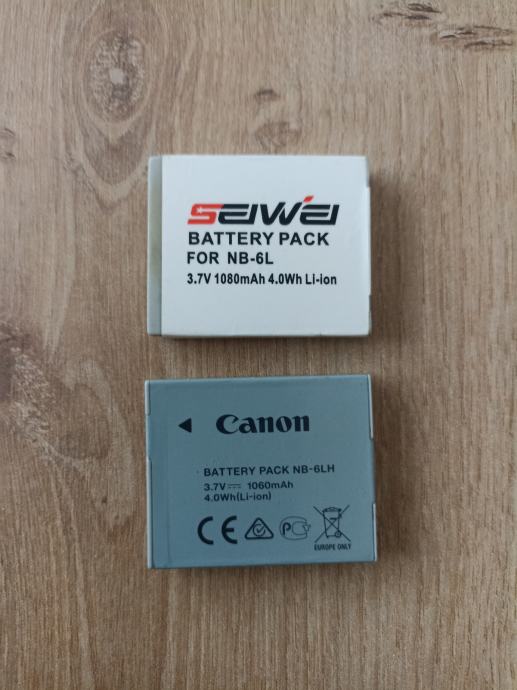 SEIWEI
BATTERY PACK
FOR NB-6L
3.7V 1080mAh 4.0Wh Li-ion
Canon
BATTERY PACK NB-6LH
3.7V⎓ 1060mAh
4.0Wh(Li-ion)
CE
EUROPE ONLY